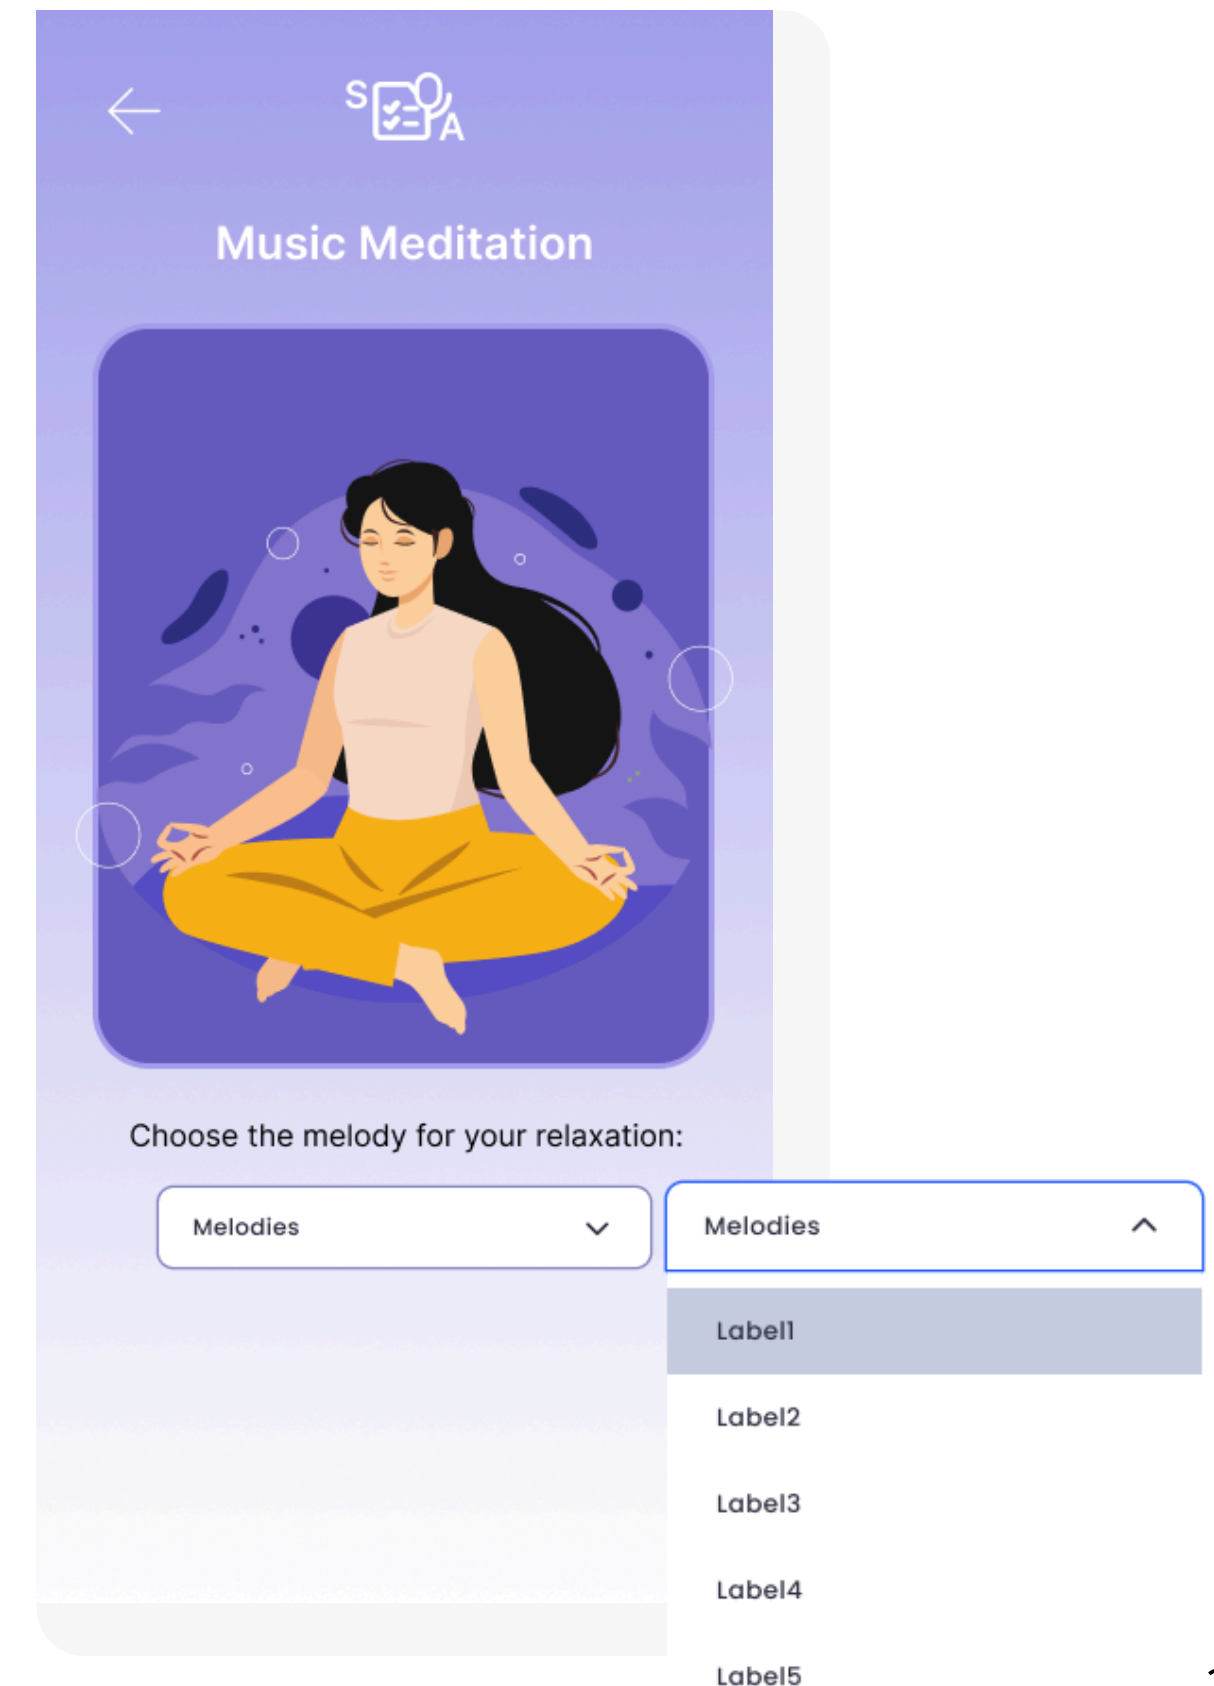 S A
Music Meditation
Choose the melody for your relaxation:
Melodies
Melodies
Label1
Label2
Label3
Label4
Label5